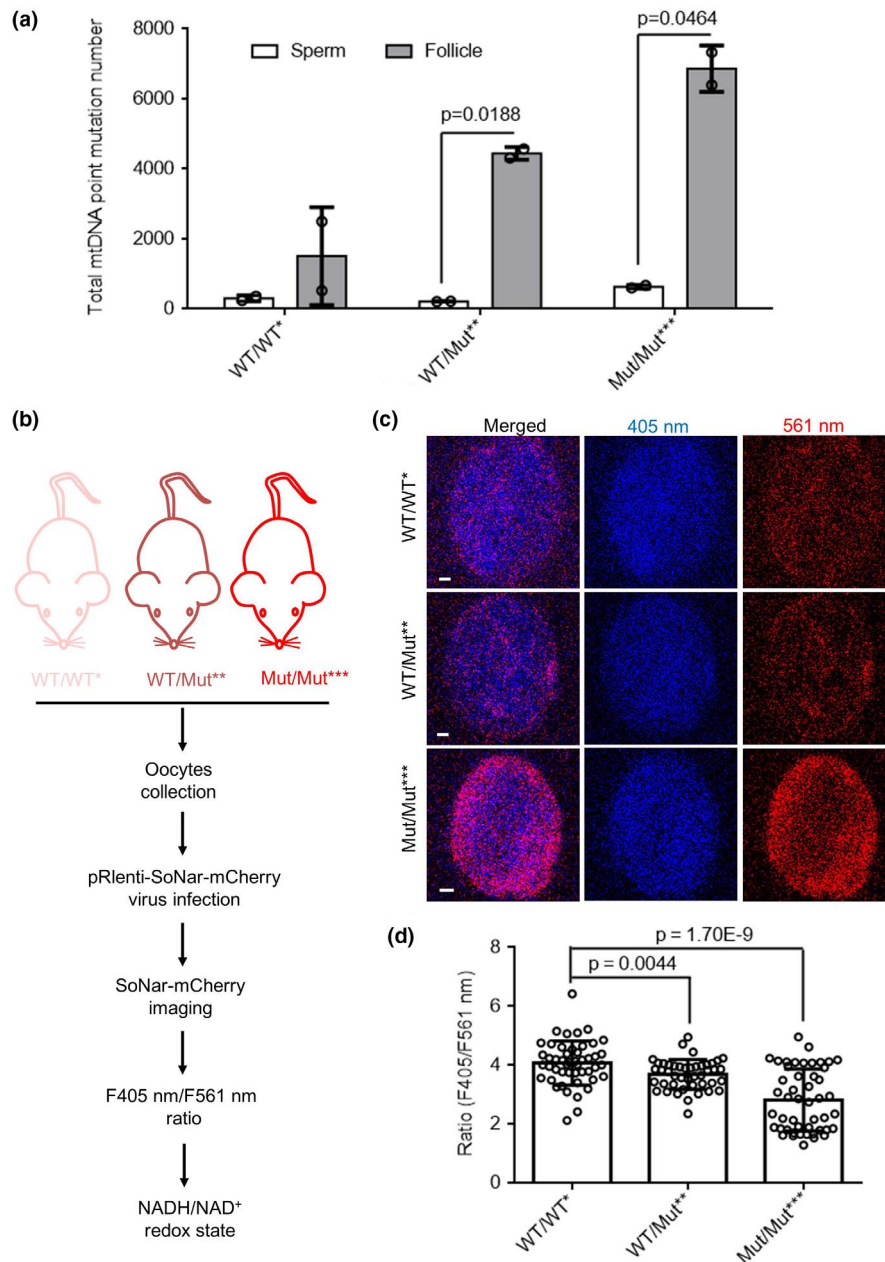 (a)
Total mtDNA point mutation number
8000
6000
4000
2000
0
Sperm
Follicle
p=0.0188
p=0.0464
WT/WT*
WT/Mut**
Mut/Mut***
(b)
WT/WT*
WT/Mut**
Mut/Mut***
Oocytes
collection
pRlenti-SoNar-mCherry
virus infection
SoNar-mCherry
imaging
F405 nm/F561 nm
ratio
NADH/NAD⁺
redox state
(c)
Merged
405 nm
561 nm
WT/WT*
WT/Mut**
Mut/Mut***
(d)
Ratio (F405/F561 nm)
8
6
4
2
0
p = 1.70E-9
p = 0.0044
WT/WT*
WT/Mut**
Mut/Mut***